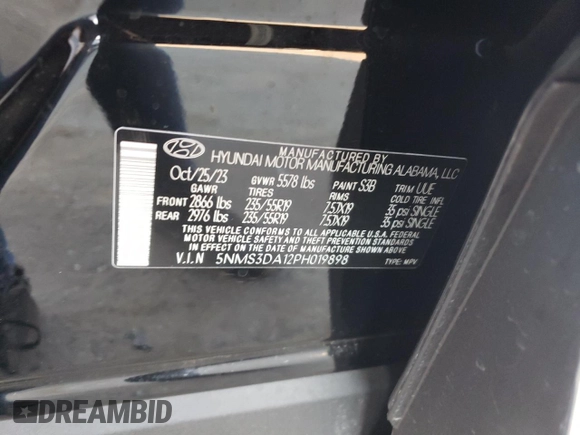 MANUFACTURED BY
HYUNDAI MOTOR MANUFACTURING ALABAMA, LLC
Oct/25/23 GVWR 5578 lbs PAINT S3B TRIM UUE
GAWR TIRES RIMS COLD TIRE INFL
FRONT 2866 lbs 235/55R19 7.5JX19 35 psi SINGLE
REAR 2976 lbs 235/55R19 7.5JX19 35 psi SINGLE
THIS VEHICLE CONFORMS TO ALL APPLICABLE U.S.A. FEDERAL
MOTOR VEHICLE SAFETY AND THEFT PREVENTION STANDARDS
IN EFFECT ON THE DATE OF MANUFACTURE SHOWN ABOVE.
V.I.N 5NMS3DA12PH019898 TYPE: MPV
DREAMBID